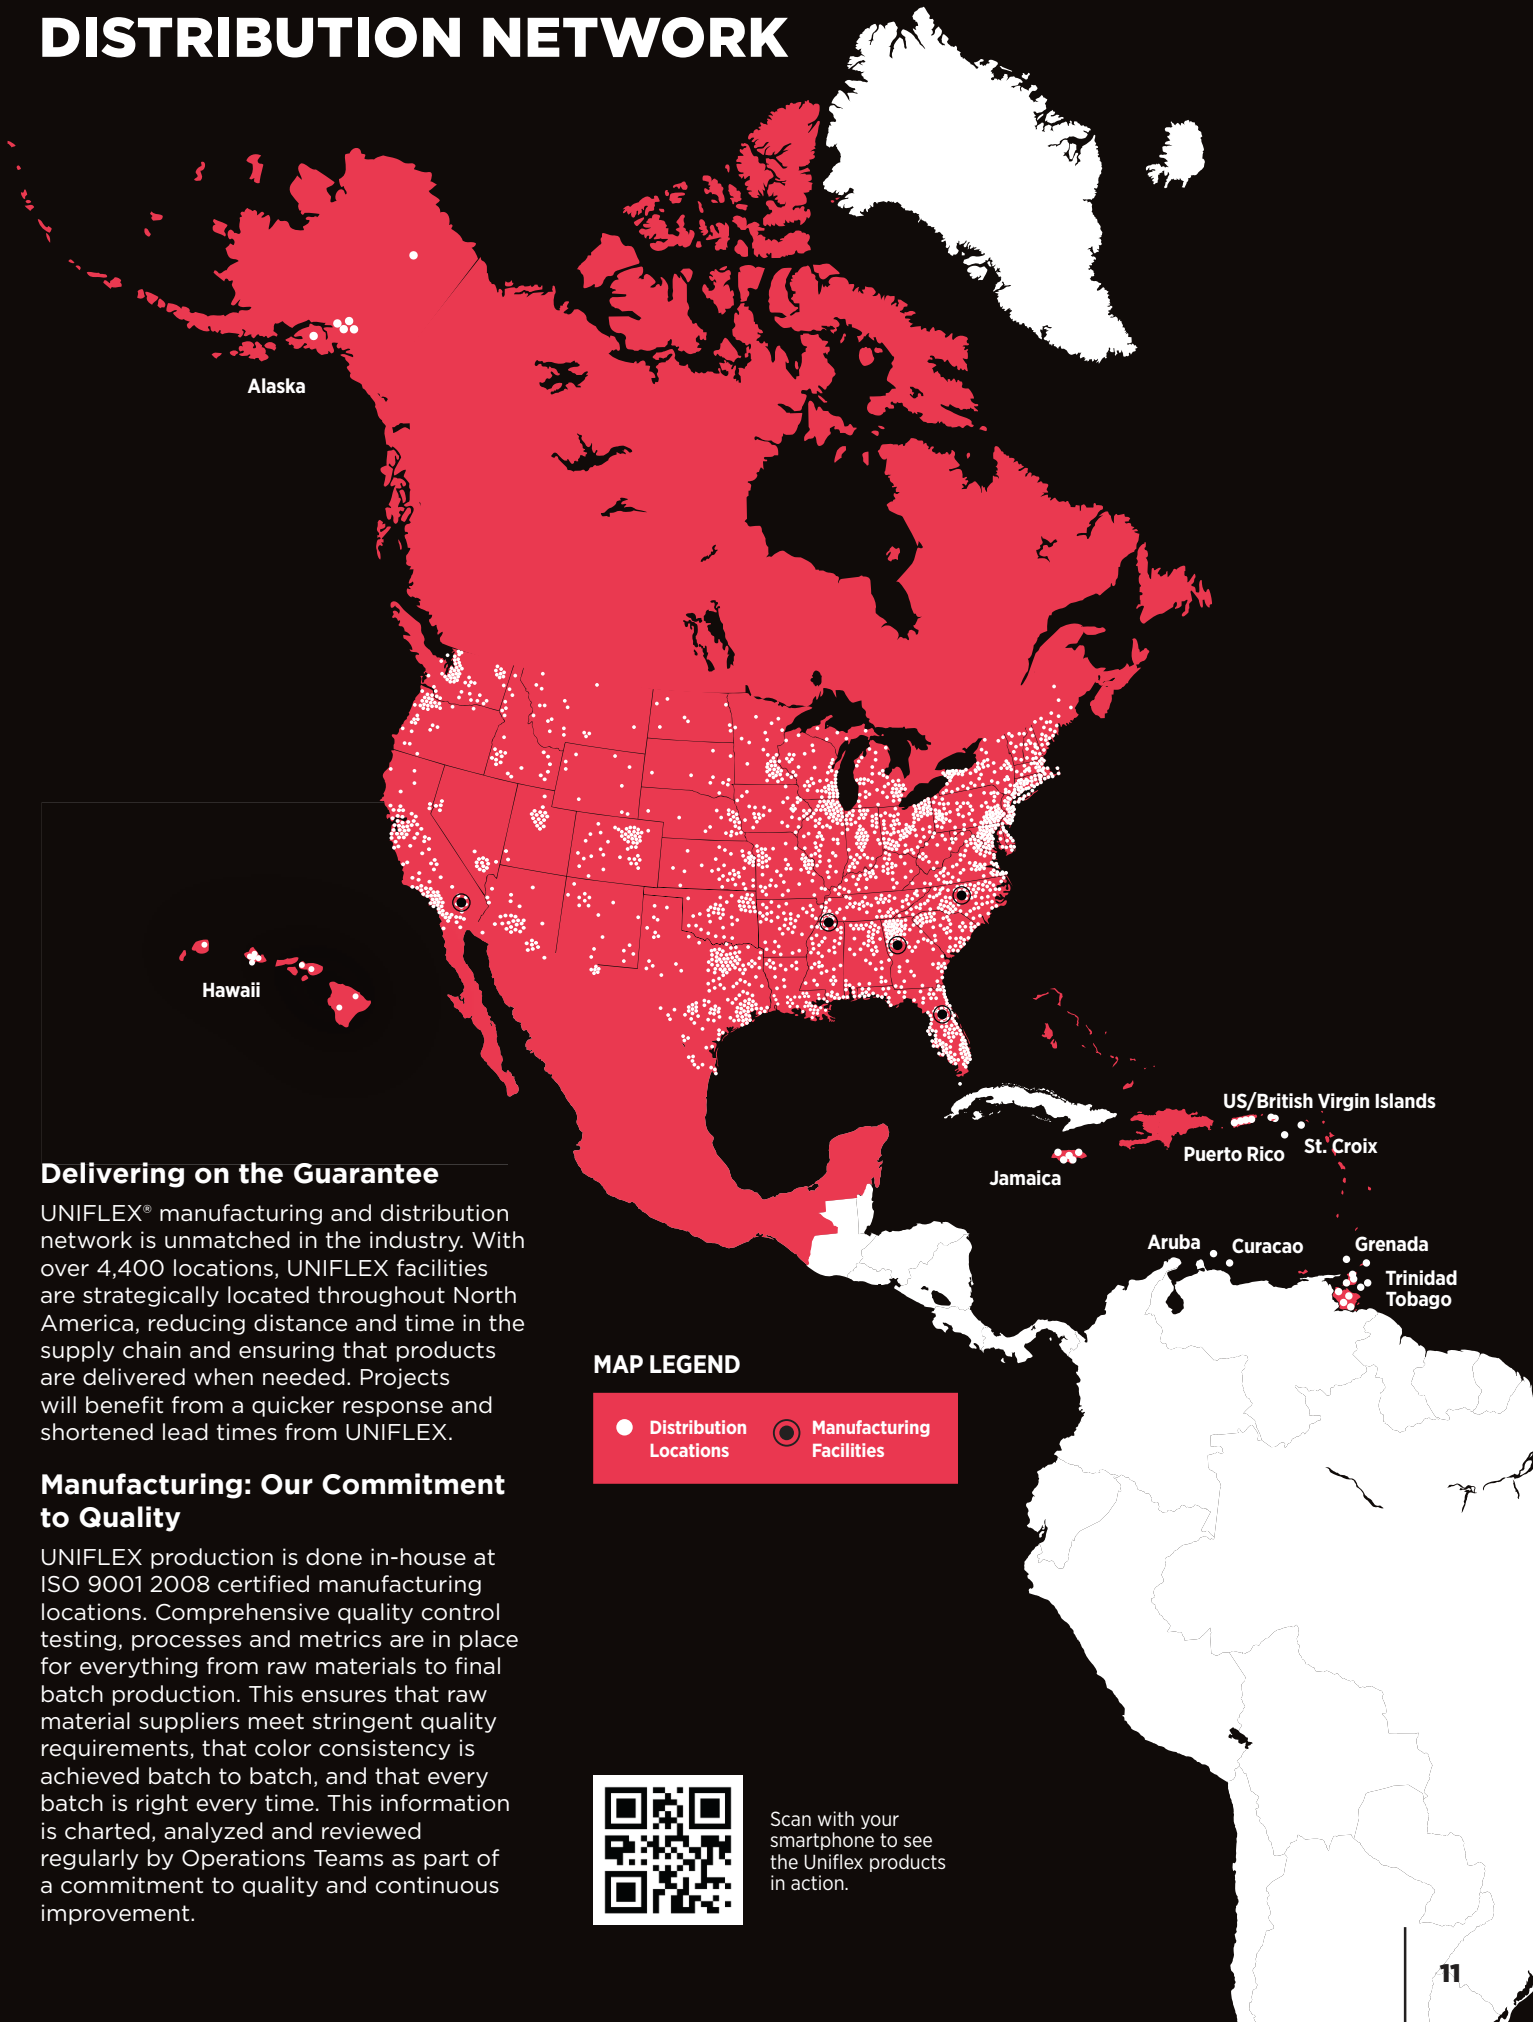 DISTRIBUTION NETWORK
Alaska
Hawaii
US/British Virgin Islands
Puerto Rico
St. Croix
Jamaica
Aruba
Curacao
Grenada
Trinidad
Tobago
Delivering on the Guarantee
UNIFLEX® manufacturing and distribution
network is unmatched in the industry. With
over 4,400 locations, UNIFLEX facilities
are strategically located throughout North
America, reducing distance and time in the
supply chain and ensuring that products
are delivered when needed. Projects
will benefit from a quicker response and
shortened lead times from UNIFLEX.
Manufacturing: Our Commitment
to Quality
UNIFLEX production is done in-house at
ISO 9001 2008 certified manufacturing
locations. Comprehensive quality control
testing, processes and metrics are in place
for everything from raw materials to final
batch production. This ensures that raw
material suppliers meet stringent quality
requirements, that color consistency is
achieved batch to batch, and that every
batch is right every time. This information
is charted, analyzed and reviewed
regularly by Operations Teams as part of
a commitment to quality and continuous
improvement.
MAP LEGEND
Distribution
Locations
Manufacturing
Facilities
Scan with your
smartphone to see
the Uniflex products
in action.
11